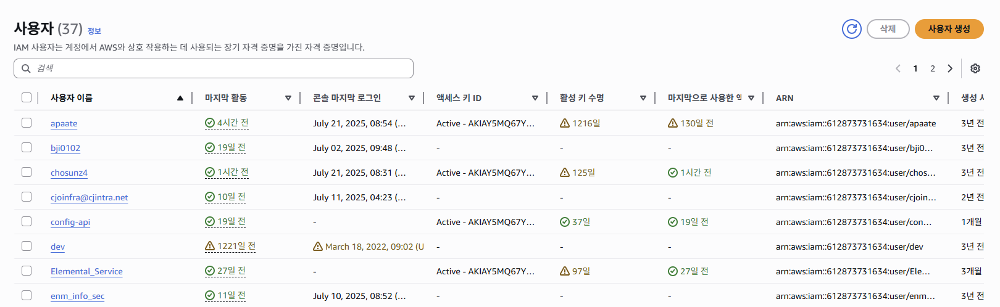 사용자 (37) 정보
삭제
사용자 생성
IAM 사용자는 계정에서 AWS와 상호 작용하는 데 사용되는 장기 자격 증명을 가진 자격 증명입니다.
검색
1 2
사용자 이름 마지막 활동 콘솔 마지막 로그인 액세스 키 ID 활성 키 수명 마지막으로 사용한 ARN 생성
apaate 4시간 전 July 21, 2025, 08:54 (... Active - AKIAY5MQ67Y... 1216일 130일 전 arn:aws:iam::612873731634:user/apaate 3년 전
bji0102 19일 전 July 02, 2025, 09:48 (... - - - arn:aws:iam::612873731634:user/bji0... 3년 전
chosunz4 1시간 전 July 21, 2025, 08:31 (... Active - AKIAY5MQ67Y... 125일 1시간 전 arn:aws:iam::612873731634:user/chos... 3년 전
cjoinfra@cjintra.net 10일 전 July 11, 2025, 04:23 (... - - - arn:aws:iam::612873731634:user/cjoin... 2년 전
config-api 19일 전 - Active - AKIAY5MQ67Y... 37일 19일 전 arn:aws:iam::612873731634:user/con... 1개월
dev 1221일 전 March 18, 2022, 09:02 (U - - - arn:aws:iam::612873731634:user/dev 3년 전
Elemental_Service 27일 전 - Active - AKIAY5MQ67Y... 97일 27일 전 arn:aws:iam::612873731634:user/Ele... 3개월
enm_info_sec 11일 전 July 10, 2025, 08:52 (... - - - arn:aws:iam::612873731634:user/enm... 3년 전